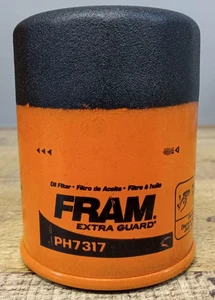 Oil Filter • Filtro de Aceite • Filtre à huile
FRAM®
EXTRA GUARD®
PH7317